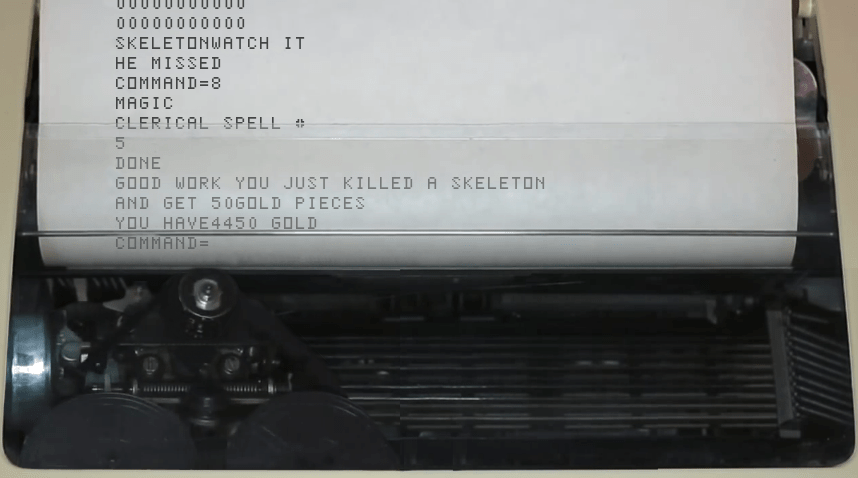 00000000000
00000000000
SKELETONWATCH IT
HE MISSED
COMMAND=8
MAGIC
CLERICAL SPELL #
5
DONE
GOOD WORK YOU JUST KILLED A SKELETON
AND GET 50GOLD PIECES
YOU HAVE4450 GOLD
COMMAND=